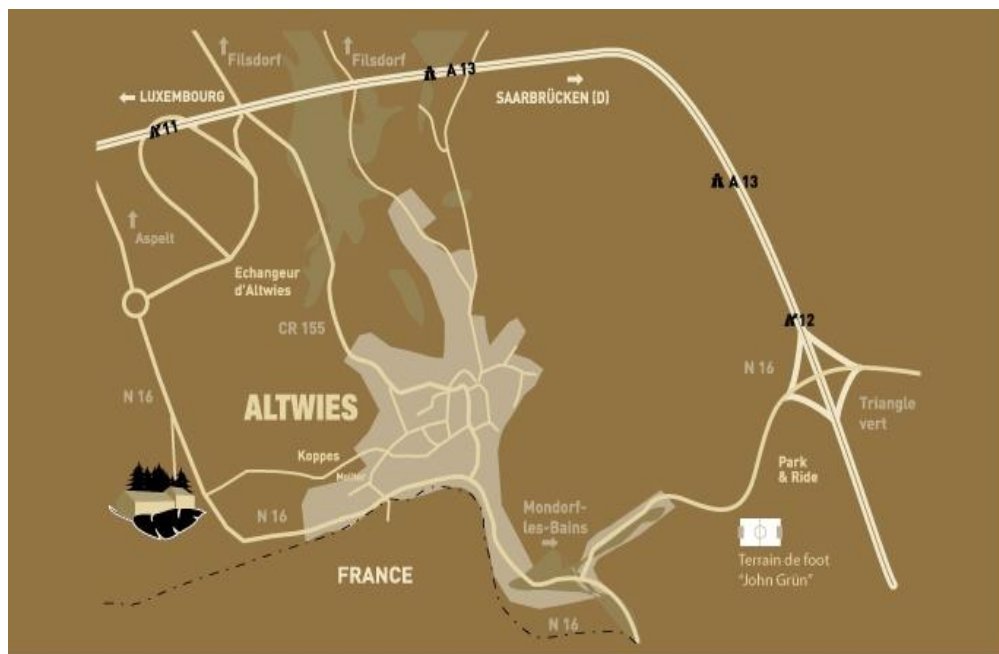 Filsdorf
Filsdorf
A 13
LUXEMBOURG
SAARBRÜCKEN (D)
11
A 13
Aspelt
Echangeur
d'Altwies
12
CR 155
N 16
N 16
ALTWIES
Triangle
vert
Koppes
Park
& Ride
Molter
N 16
Mondorf-
les-Bains
Terrain de foot
"John Grün"
FRANCE
N 16